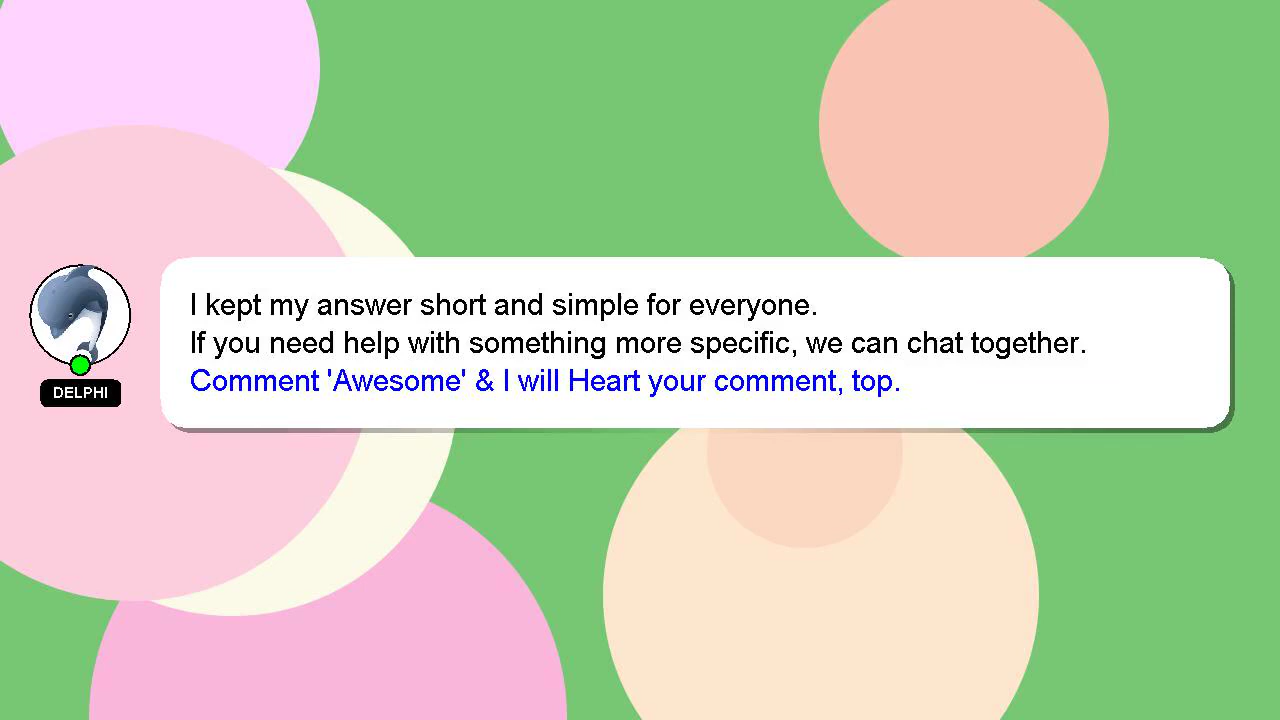 I kept my answer short and simple for everyone.
If you need help with something more specific, we can chat together.
Comment 'Awesome' & I will Heart your comment, top.
DELPHI